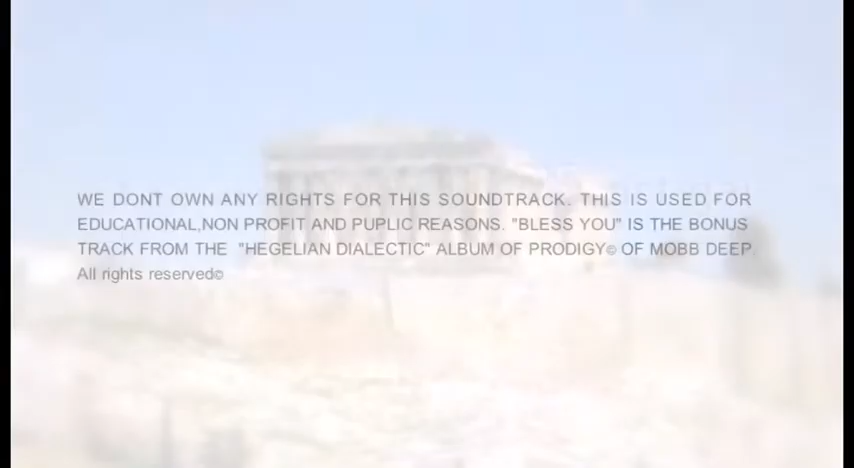 WE DONT OWN ANY RIGHTS FOR THIS SOUNDTRACK. THIS IS USED FOR
EDUCATIONAL,NON PROFIT AND PUPLIC REASONS. "BLESS YOU" IS THE BONUS
TRACK FROM THE "HEGELIAN DIALECTIC" ALBUM OF PRODIGY© OF MOBB DEEP.
All rights reserved©